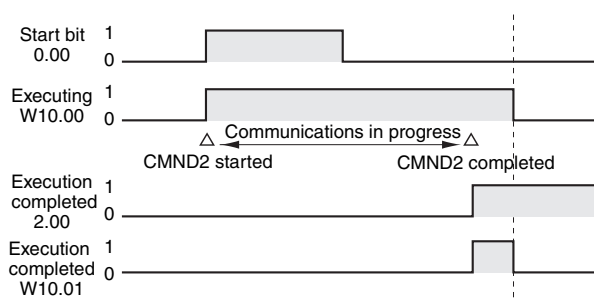 Start bit
0.00
1
0
Executing
W10.00
1
0
Communications in progress
CMND2 started
CMND2 completed
Execution
completed
2.00
1
0
Execution
completed
W10.01
1
0